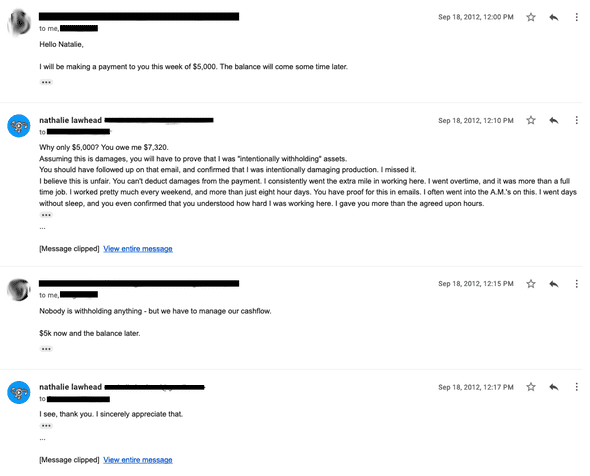 Sep 18, 2012, 12:00 PM
to me,
Hello Natalie,
I will be making a payment to you this week of $5,000. The balance will come some time later.
nathalie lawhead
Sep 18, 2012, 12:10 PM
to
Why only $5,000? You owe me $7,320.
Assuming this is damages, you will have to prove that I was "intentionally withholding" assets.
You should have followed up on that email, and confirmed that I was intentionally damaging production. I missed it.
I believe this is unfair. You can't deduct damages from the payment. I consistently went the extra mile in working here. I went overtime, and it was more than a full
time job. I worked pretty much every weekend, and more than just eight hour days. You have proof for this in emails. I often went into the A.M.'s on this. I went days
without sleep, and you even confirmed that you understood how hard I was working here. I gave you more than the agreed upon hours.
...
[Message clipped] View entire message
Sep 18, 2012, 12:15 PM
to me,
Nobody is withholding anything - but we have to manage our cashflow.
$5k now and the balance later.
nathalie lawhead
Sep 18, 2012, 12:17 PM
to
I see, thank you. I sincerely appreciate that.
...
[Message clipped] View entire message